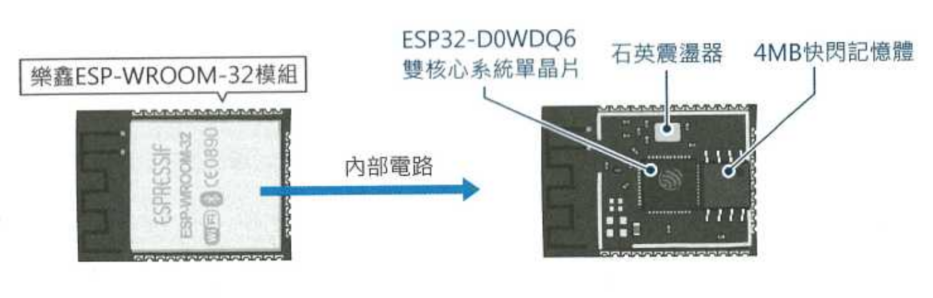 樂鑫ESP-WROOM-32模組
ESPRESSIF
ESP-WROOM-32
WiFi CE0890
內部電路
ESP32-D0WDQ6
雙核心系統單晶片
石英震盪器
4MB快閃記憶體